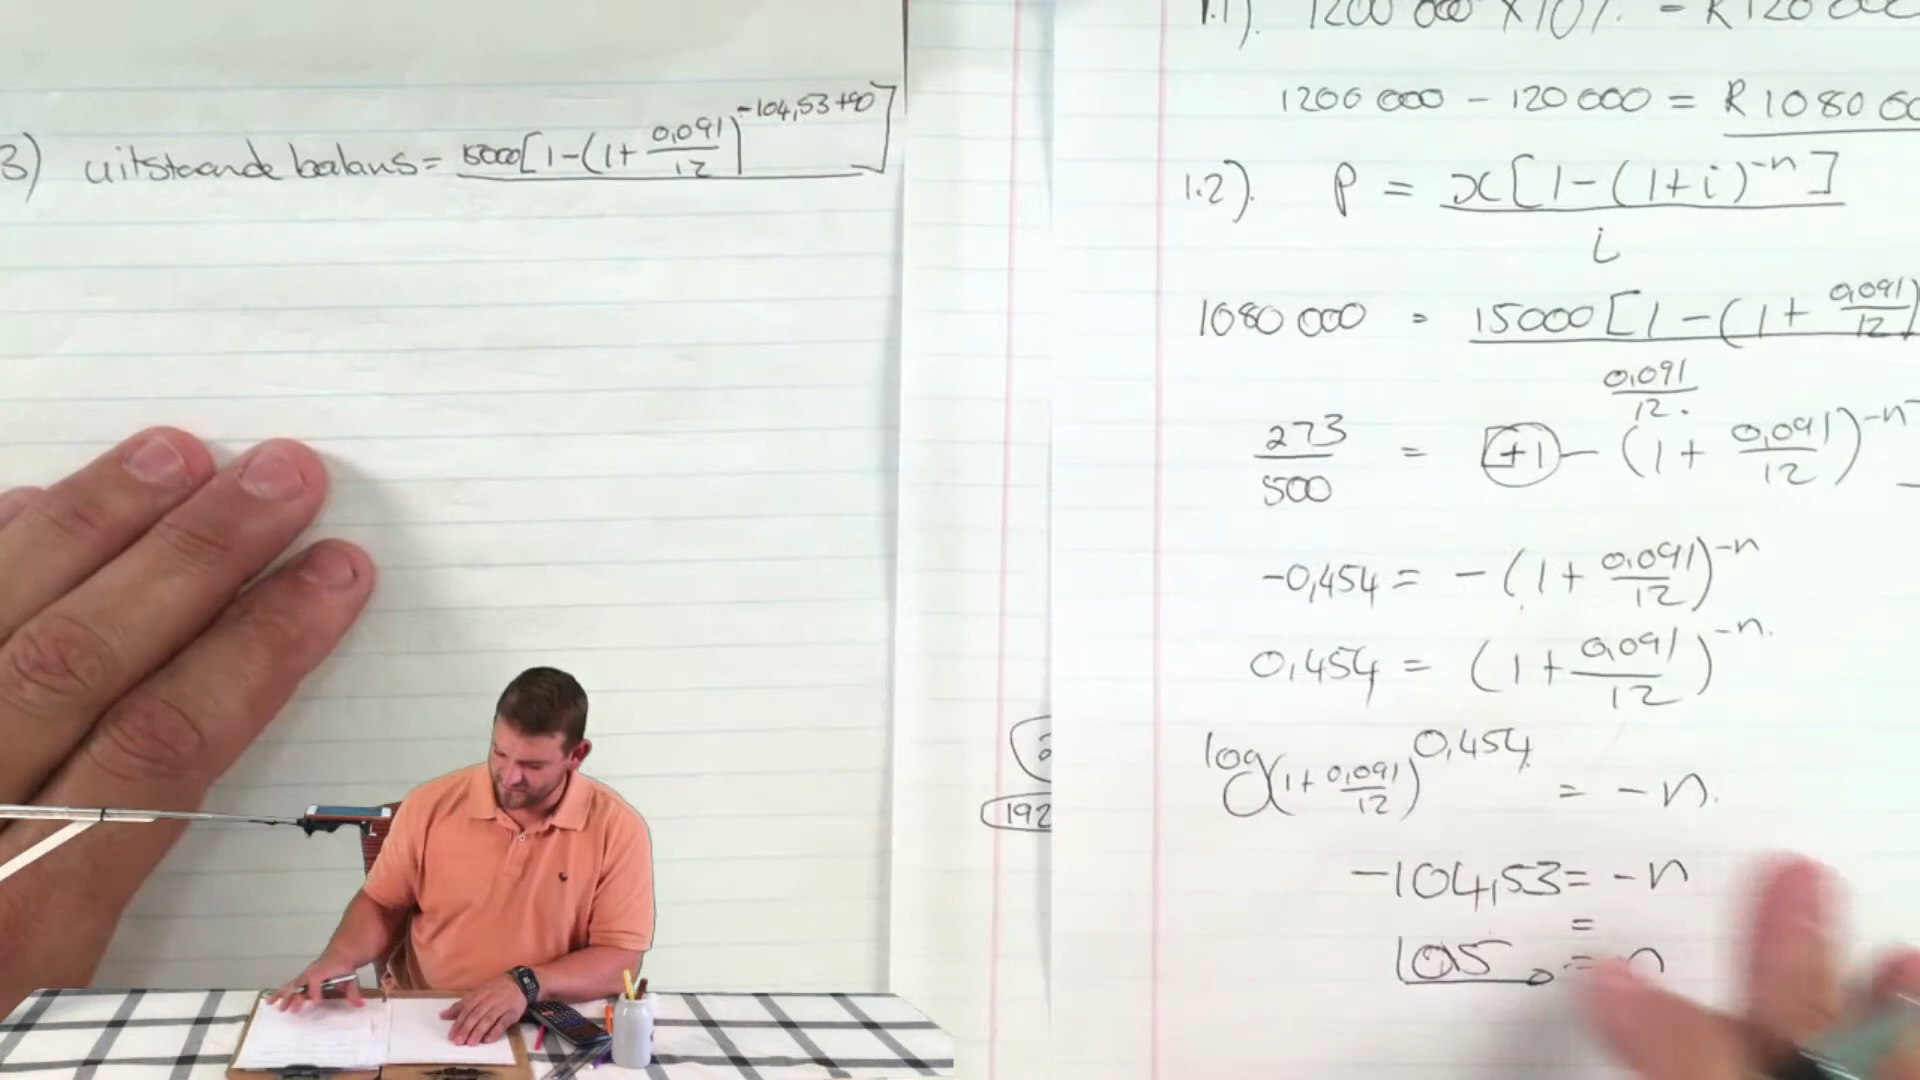 3) uitstaande balans = 15000[1-(1+ 0,091/12)^-104,53+90]
1.1). 1200 000 x 10% = R120 000
1200 000 - 120 000 = R1080 00
1.2). P = x[1-(1+i)^-n] / i
1080 000 = 15000[1-(1+ 0,091/12) / 0,091/12.
273/500 = +1 - (1+ 0,091/12)^-n
-0,454 = -(1+ 0,091/12)^-n
0,454 = (1+ 0,091/12)^-n.
log(1+ 0,091/12) 0,454 = -n.
-104,53 = -n
=
105. = n
192